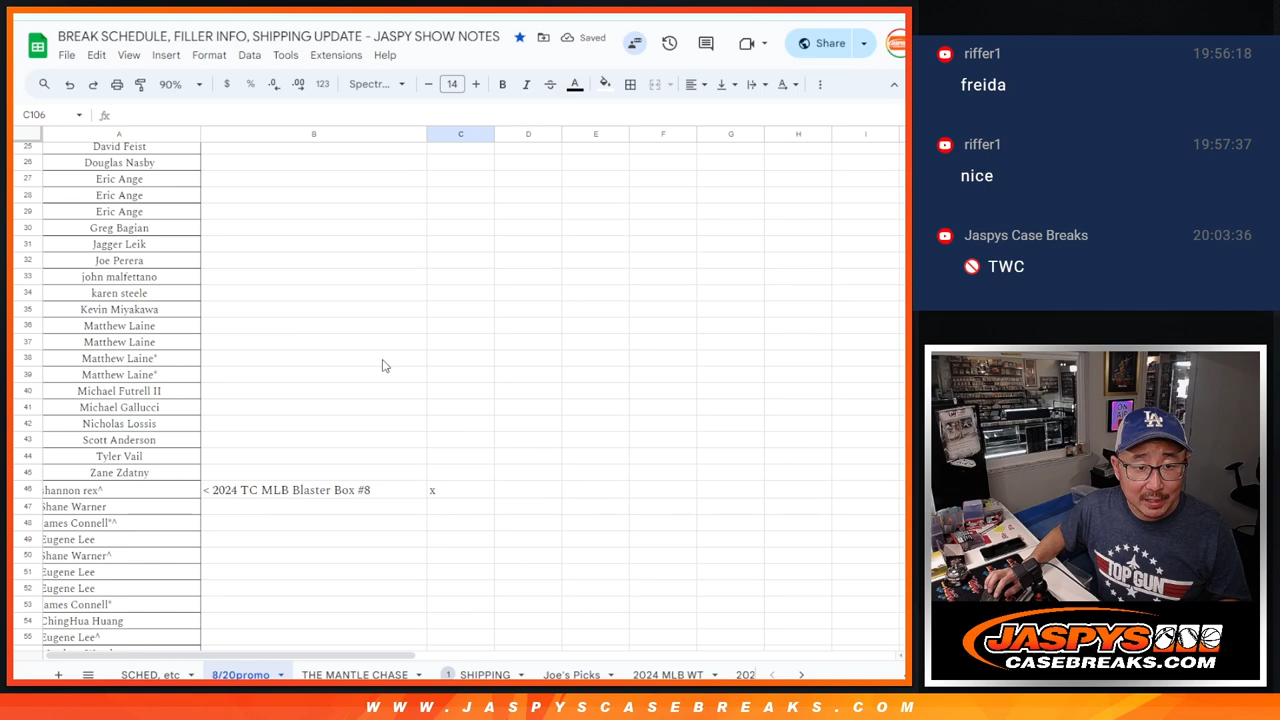 BREAK SCHEDULE, FILLER INFO, SHIPPING UPDATE - JASPY SHOW NOTES
Saved
File Edit View Insert Format Data Tools Extensions Help
Share
90%
$ % .0 .00 123
Spectr...
14
B I A
C106
fx
A B C D E F G H I
25 David Feist
26 Douglas Nasby
27 Eric Ange
28 Eric Ange
29 Eric Ange
30 Greg Bagian
31 Jagger Leik
32 Joe Perera
33 john malfettano
34 karen steele
35 Kevin Miyakawa
36 Matthew Laine
37 Matthew Laine
38 Matthew Laine*
39 Matthew Laine*
40 Michael Futrell II
41 Michael Gallucci
42 Nicholas Lossis
43 Scott Anderson
44 Tyler Vail
45 Zane Zdatny
46 shannon rex^ < 2024 TC MLB Blaster Box #8 x
47 Shane Warner
48 ames Connell*^
49 Eugene Lee
50 Shane Warner^
51 Eugene Lee
52 Eugene Lee
53 ames Connell*
54 ChingHua Huang
55 Eugene Lee^
SCHED, etc 8/20promo THE MANTLE CHASE 1 SHIPPING Joe's Picks 2024 MLB WT 202
riffer1 19:56:18
freida
riffer1 19:57:37
nice
Jaspys Case Breaks 20:03:36
🚫 TWC
ON AIR
LA
TOP GUN
JASPYS
CASEBREAKS.COM
WWW.JASPYSCASEBREAKS.COM